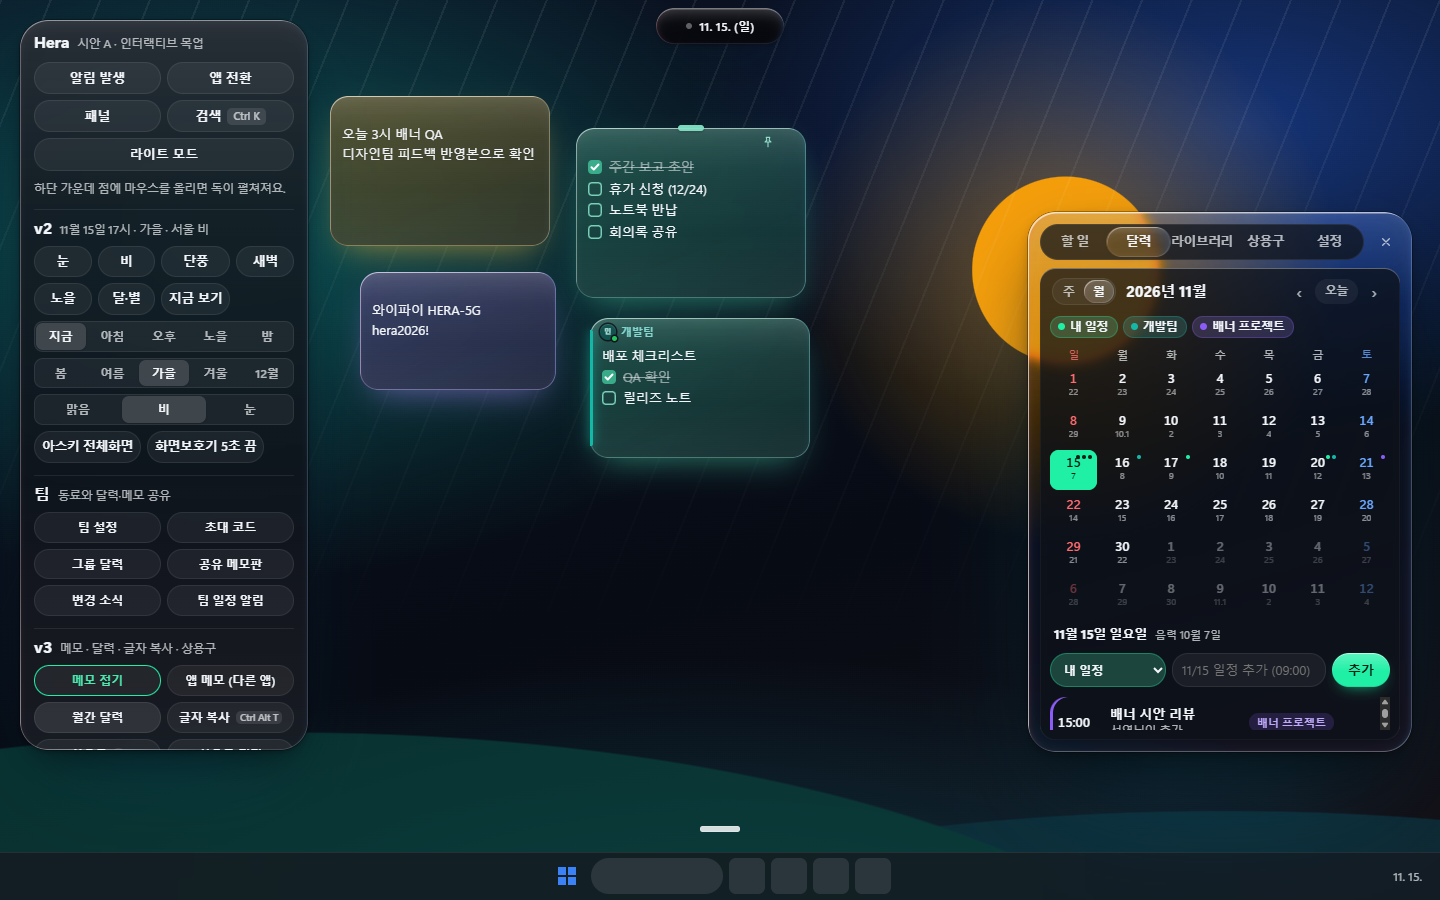 11. 15. (일)
Hera 시안 A · 인터랙티브 목업
알림 발생 앱 전환
패널 검색 Ctrl K
라이트 모드
하단 가운데 점에 마우스를 올리면 독이 펼쳐져요.
v2 11월 15일 17시 · 가을 · 서울 비
눈 비 단풍 새벽
노을 달·별 지금 보기
지금 아침 오후 노을 밤
봄 여름 가을 겨울 12월
맑음 비 눈
아스키 전체화면 화면보호기 5초 끔
팀 동료와 달력·메모 공유
팀 설정 초대 코드
그룹 달력 공유 메모판
변경 소식 팀 일정 알림
v3 메모 · 달력 · 글자 복사 · 상용구
메모 접기 앱 메모 (다른 앱)
월간 달력 글자 복사 Ctrl Alt T
오늘 3시 배너 QA
디자인팀 피드백 반영본으로 확인
와이파이 HERA-5G
hera2026!
주간 보고 초안
휴가 신청 (12/24)
노트북 반납
회의록 공유
민 개발팀
배포 체크리스트
QA 확인
릴리즈 노트
할 일 달력 라이브러리 상용구 설정 ×
주 월 2026년 11월 ‹ 오늘 ›
내 일정 개발팀 배너 프로젝트
일 월 화 수 목 금 토
1 2 3 4 5 6 7
22 23 24 25 26 27 28
8 9 10 11 12 13 14
29 10.1 2 3 4 5 6
15 16 17 18 19 20 21
7 8 9 10 11 12 13
22 23 24 25 26 27 28
14 15 16 17 18 19 20
29 30 1 2 3 4 5
21 22 23 24 25 26 27
6 7 8 9 10 11 12
28 29 30 11.1 2 3 4
11월 15일 일요일 음력 10월 7일
내 일정 11/15 일정 추가 (09:00) 추가
15:00 배너 시안 리뷰 배너 프로젝트
11. 15.